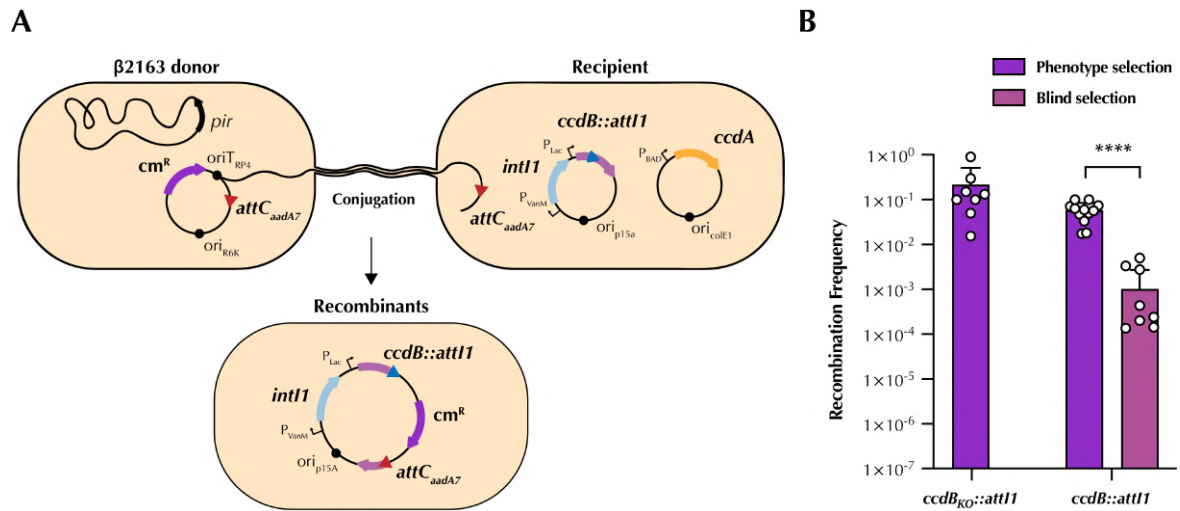 A
β2163 donor
pir
cmR
oriTRP4
attCaadA7
oriR6K
Conjugation
Recipient
ccdB::attI1
PLac
intI1
PVanM
orip15a
attCaadA7
ccdA
PBAD
oricolE1
Recombinants
ccdB::attI1
PLac
intI1
cmR
PVanM
orip15A
attCaadA7
B
Phenotype selection
Blind selection
Recombination Frequency
1×10^0
1×10^-1
1×10^-2
1×10^-3
1×10^-4
1×10^-5
1×10^-6
1×10^-7
****
ccdBKO::attI1
ccdB::attI1